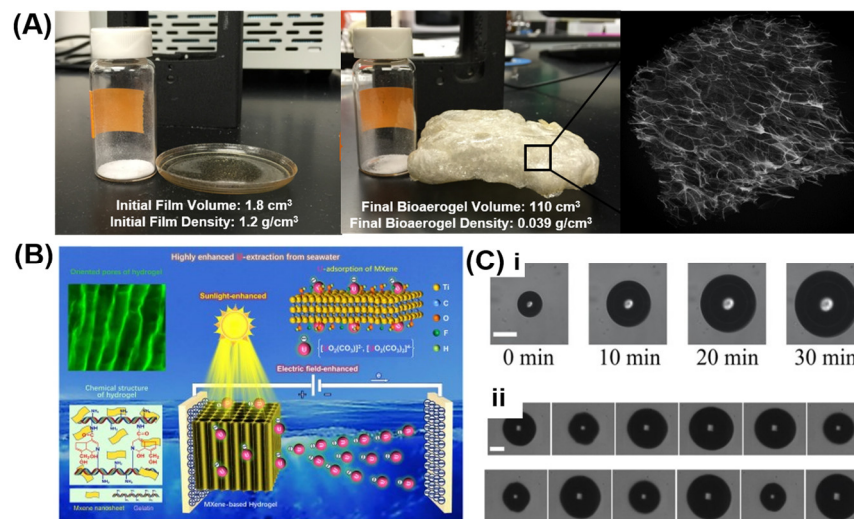 (A)
Initial Film Volume: 1.8 cm³
Initial Film Density: 1.2 g/cm³
Final Bioaerogel Volume: 110 cm³
Final Bioaerogel Density: 0.039 g/cm³
(B)
Highly enhanced U-extraction from seawater
Oriented pores of hydrogel
U-adsorption of MXene
Sunlight-enhanced
Ti
C
O
F
H
Electric field-enhanced
+
−
e
Chemical structure
of hydrogel
NH₂
NH₂
NH₂
MXene-based Hydrogel
Mxene nanosheet
Gelatin
(C) i
0 min
10 min
20 min
30 min
ii